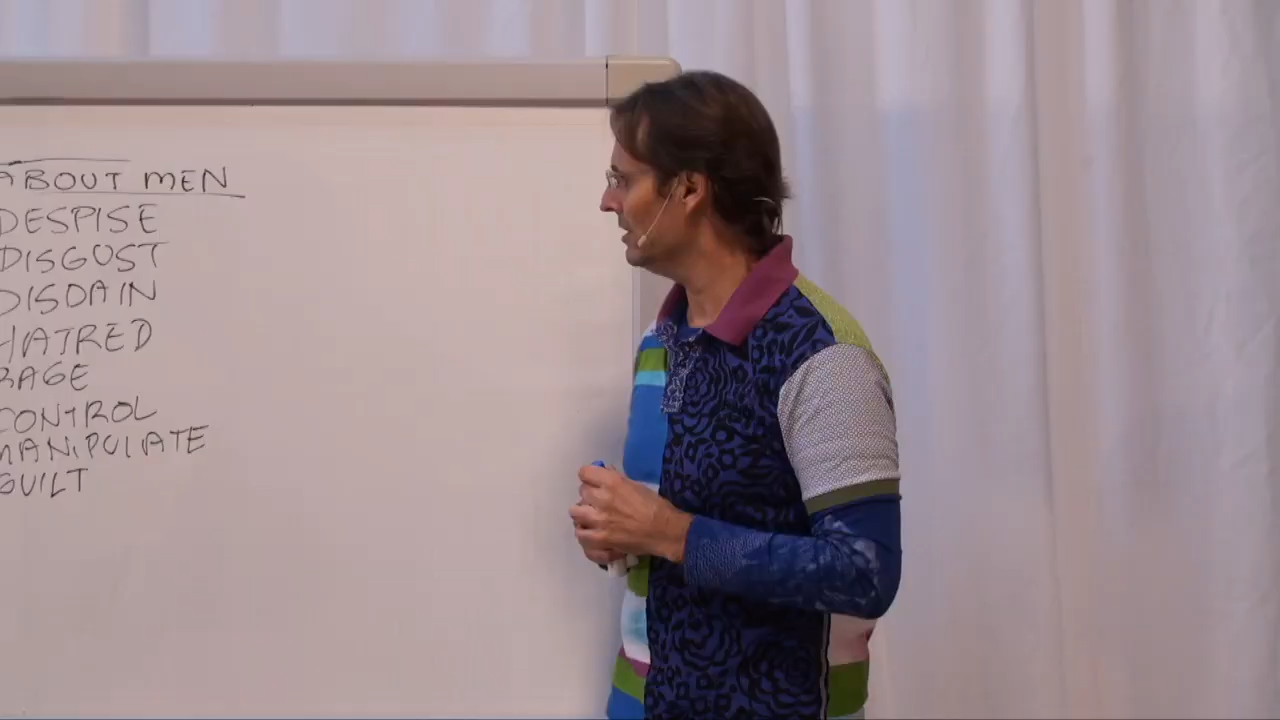 ABOUT MEN
DESPISE
DISGUST
DISDAIN
HATRED
RAGE
CONTROL
MANIPULATE
GUILT